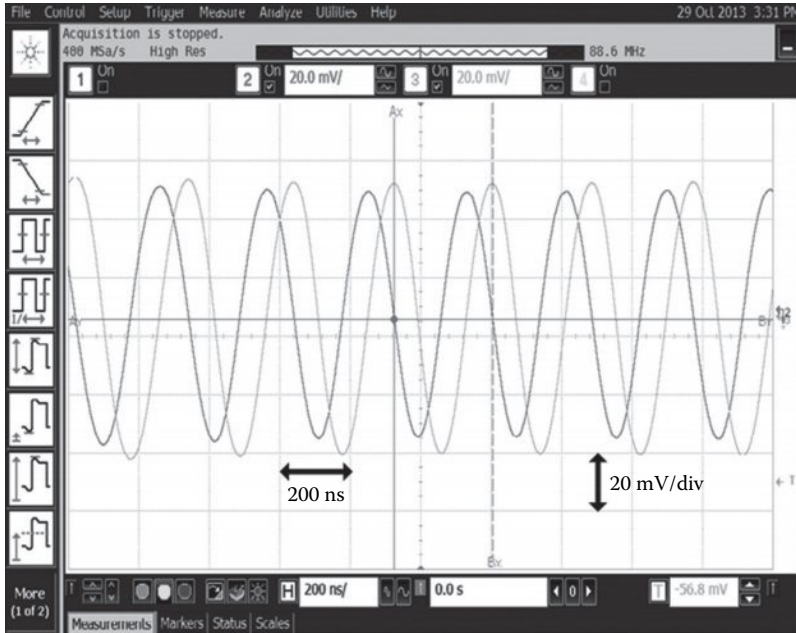 File Control Setup Trigger Measure Analyze Utilities Help 29 Oct 2013 3:31 PM
Acquisition is stopped.
400 MSa/s High Res 88.6 MHz
1 On 2 On 20.0 mV/ 3 On 20.0 mV/ 4 On
Ax
Ay
200 ns
20 mV/div
T
Bx
More
(1 of 2)
H 200 ns/ 0.0 s 0 T -56.8 mV
Measurements Markers Status Scales